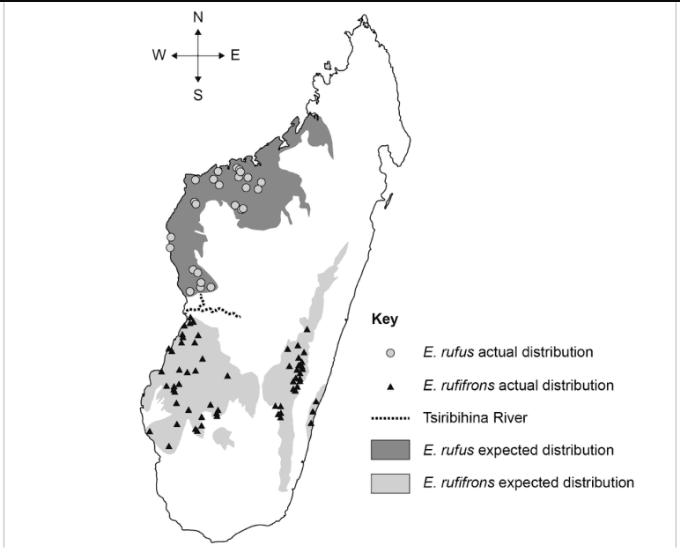 N
W E
S
Key
E. rufus actual distribution
E. rufifrons actual distribution
Tsiribihina River
E. rufus expected distribution
E. rufifrons expected distribution